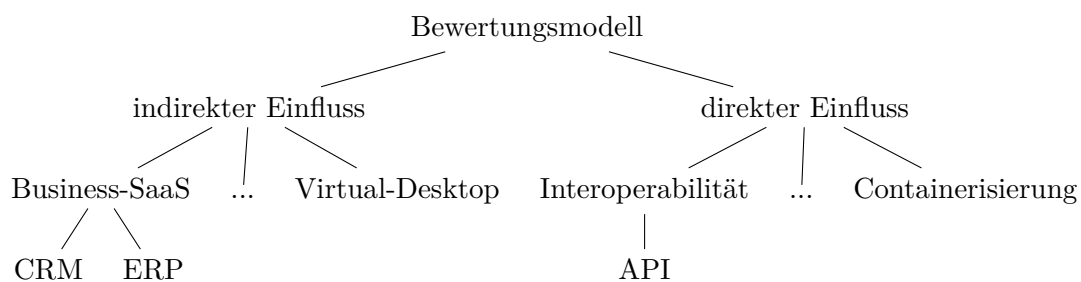 Bewertungsmodell
indirekter Einfluss direkter Einfluss
Business-SaaS ... Virtual-Desktop Interoperabilität ... Containerisierung
CRM ERP API